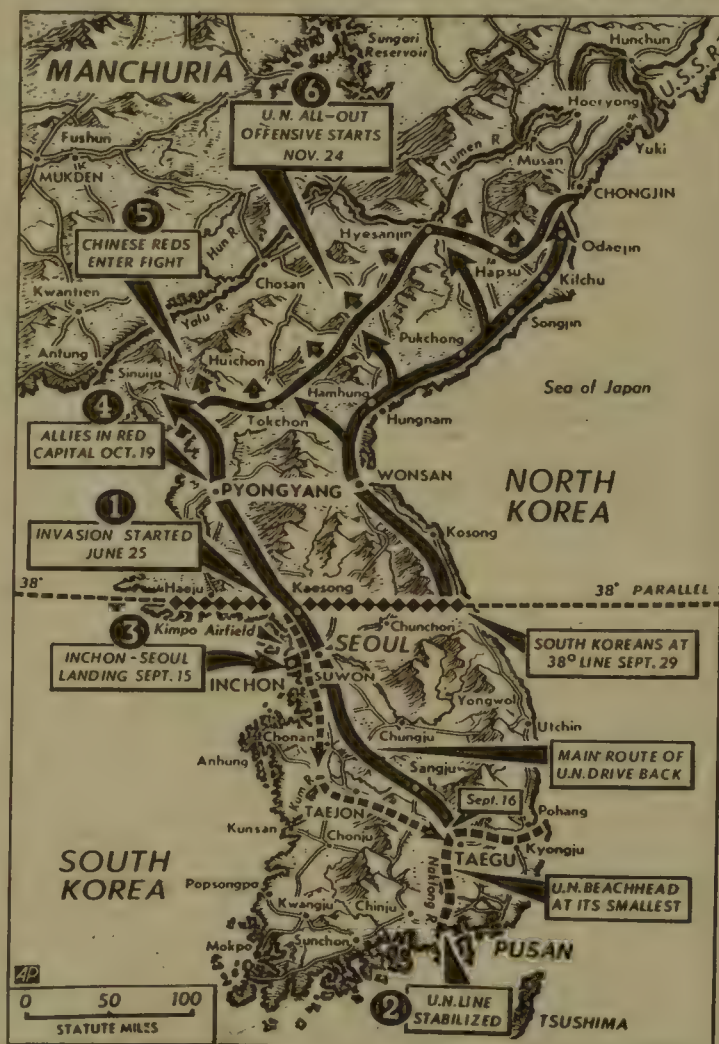 Sungari
Reservoir
Hunchun
U.S.S.R.
MANCHURIA
6
U.N. ALL-OUT
OFFENSIVE STARTS
NOV. 24
Hoeryong
Tumen R.
Musan
Yuki
Fushun
MUKDEN
CHONGJIN
5
CHINESE REDS
ENTER FIGHT
Hun R.
Hyesanjin
Odaejin
Hapsu
Kilchu
Chosan
Kwantien
Yalu R.
Songjin
Pukchong
Antung
Huichon
Sinuiju
Hamhung
Sea of Japan
4
ALLIES IN RED
CAPITAL OCT. 19
Tokchon
Hungnam
PYONGYANG
WONSAN
NORTH
KOREA
1
INVASION STARTED
JUNE 25
Kosong
Haeju
Kaesong
38°
38° PARALLEL
3
Kimpo Airfield
SEOUL
Chunchon
INCHON-SEOUL
LANDING SEPT. 15
INCHON
SUWON
SOUTH KOREANS AT
38° LINE SEPT. 29
Yongwol
Chonan
Chungju
Utchin
Anhung
MAIN ROUTE OF
U.N. DRIVE BACK
Sangju
Kum R.
Sept. 16
TAEJON
Pohang
Kunsan
Chonju
TAEGU
Kyongju
SOUTH
KOREA
Popsongpo
Naktong R.
U.N. BEACHHEAD
AT ITS SMALLEST
Kwangju
Chinju
Mokpo
Sunchon
PUSAN
AP
0 50 100
STATUTE MILES
2
U.N. LINE
STABILIZED
TSUSHIMA